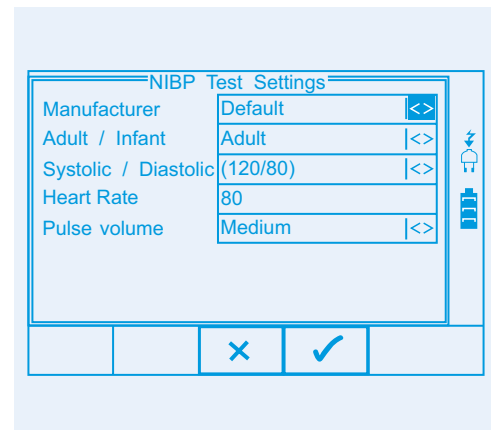 NIBP Test Settings
Manufacturer Default <>
Adult / Infant Adult <>
Systolic / Diastolic (120/80) <>
Heart Rate 80
Pulse volume Medium <>